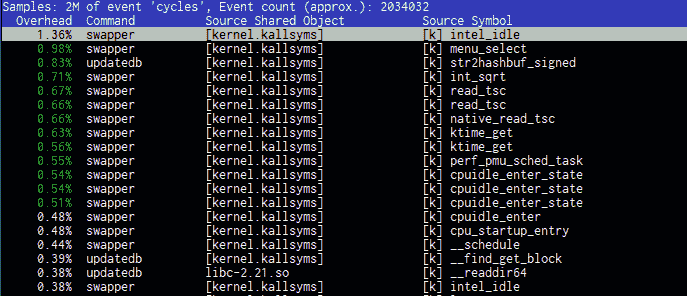 Samples: 2M of event 'cycles', Event count (approx.): 2034032
Overhead Command Source Shared Object Source Symbol
1.36% swapper [kernel.kallsyms] [k] intel_idle
0.98% swapper [kernel.kallsyms] [k] menu_select
0.83% updatedb [kernel.kallsyms] [k] str2hashbuf_signed
0.71% swapper [kernel.kallsyms] [k] int_sqrt
0.67% swapper [kernel.kallsyms] [k] read_tsc
0.66% swapper [kernel.kallsyms] [k] read_tsc
0.66% swapper [kernel.kallsyms] [k] native_read_tsc
0.63% swapper [kernel.kallsyms] [k] ktime_get
0.56% swapper [kernel.kallsyms] [k] ktime_get
0.55% swapper [kernel.kallsyms] [k] perf_pmu_sched_task
0.54% swapper [kernel.kallsyms] [k] cpuidle_enter_state
0.54% swapper [kernel.kallsyms] [k] cpuidle_enter_state
0.51% swapper [kernel.kallsyms] [k] cpuidle_enter_state
0.48% swapper [kernel.kallsyms] [k] cpuidle_enter
0.48% swapper [kernel.kallsyms] [k] cpu_startup_entry
0.44% swapper [kernel.kallsyms] [k] __schedule
0.39% updatedb [kernel.kallsyms] [k] __find_get_block
0.38% updatedb libc-2.21.so [.] __readdir64
0.38% swapper [kernel.kallsyms] [k] intel_idle